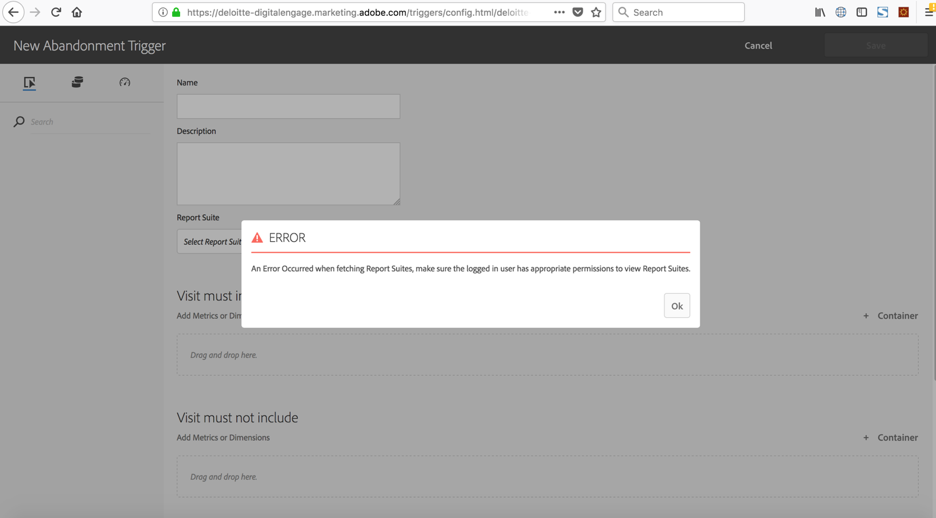 https://deloitte-digitalengage.marketing.adobe.com/triggers/config.html/deloitte
Search
New Abandonment Trigger
Cancel
Save
Search
Name
Description
Report Suite
Select Report Suit
ERROR
An Error Occurred when fetching Report Suites, make sure the logged in user has appropriate permissions to view Report Suites.
Ok
Visit must in
Add Metrics or Dim
+ Container
Drag and drop here.
Visit must not include
Add Metrics or Dimensions
+ Container
Drag and drop here.